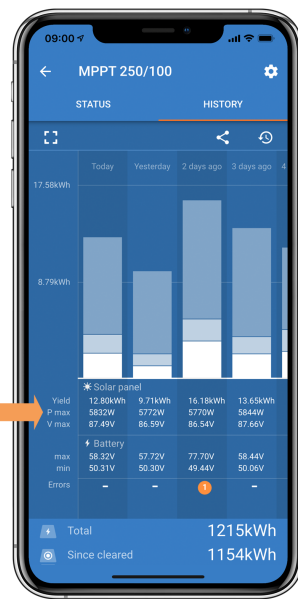 09:00
MPPT 250/100
STATUS HISTORY
Today Yesterday 2 days ago 3 days ago 4
17.58kWh
8.79kWh
Solar panel
Yield 12.80kWh 9.71kWh 16.18kWh 13.65kWh
P max 5832W 5772W 5770W 5844W
V max 87.49V 86.59V 86.54V 87.66V
Battery
max 58.32V 57.72V 77.70V 58.44V
min 50.31V 50.30V 49.44V 50.06V
Errors – – 1 –
Total 1215kWh
Since cleared 1154kWh